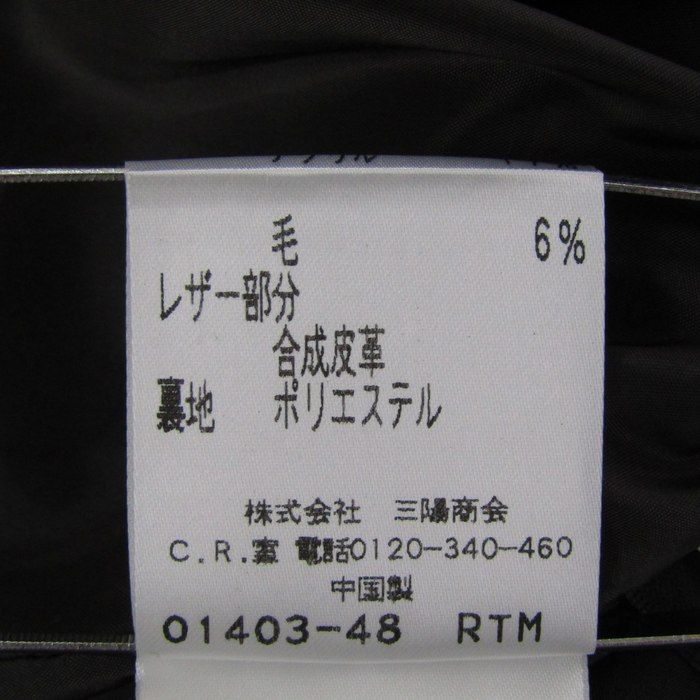 毛 6%
レザー部分
合成皮革
裏地 ポリエステル
株式会社 三陽商会
C.R.室 電話0120-340-460
中国製
01403-48 RTM